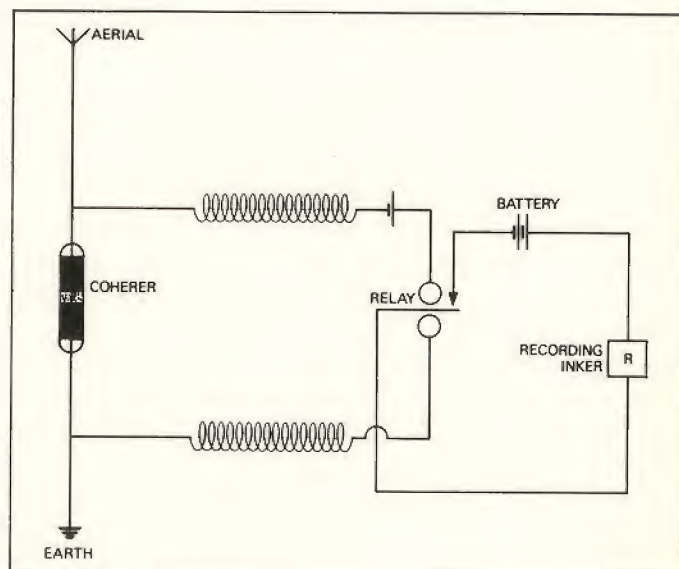 AERIAL
BATTERY
COHERER
RELAY
RECORDING
INKER
R
EARTH